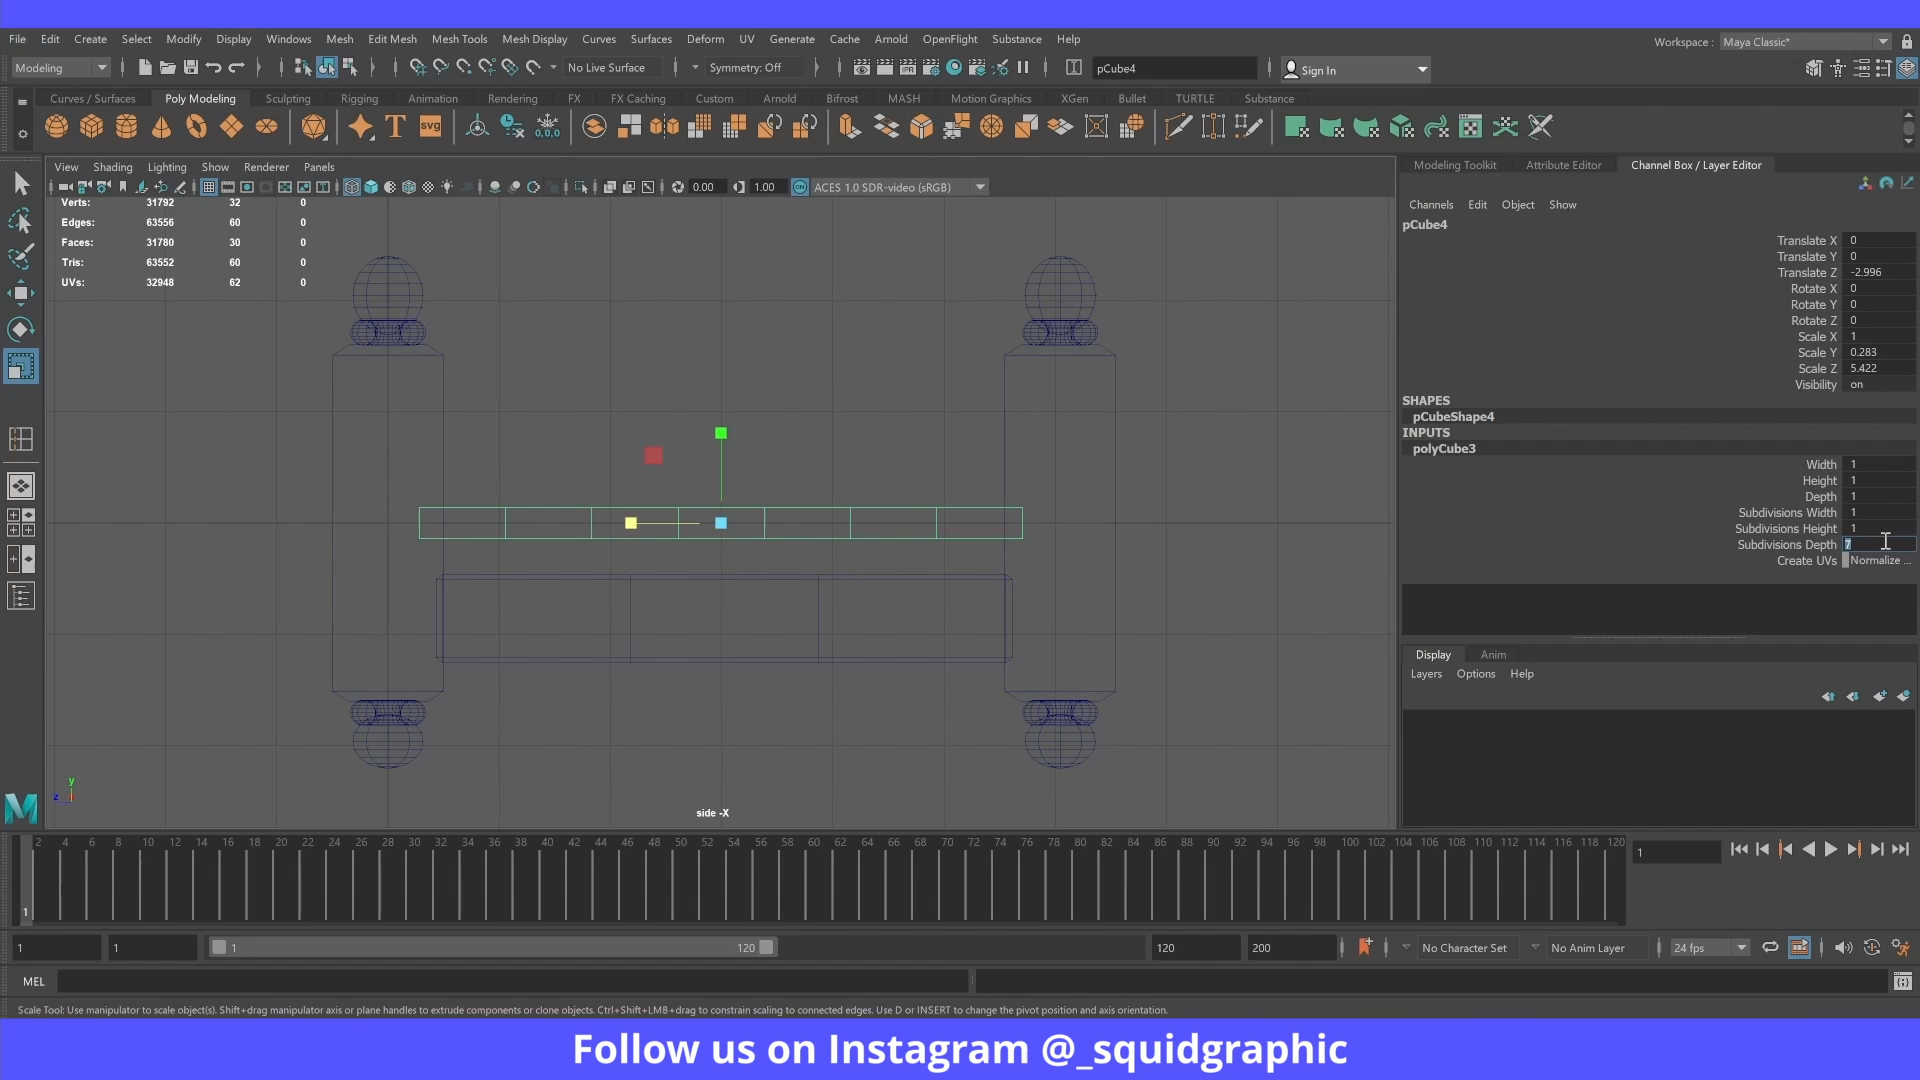 File Edit Create Select Modify Display Windows Mesh Edit Mesh Mesh Tools Mesh Display Curves Surfaces Deform UV Generate Cache Arnold OpenFlight Substance Help
Workspace : Maya Classic*
Modeling No Live Surface Symmetry: Off pCube4 Sign In
Curves / Surfaces Poly Modeling Sculpting Rigging Animation Rendering FX FX Caching Custom Arnold Bifrost MASH Motion Graphics XGen Bullet TURTLE Substance
T svg 0,0,0
View Shading Lighting Show Renderer Panels
0.00 1.00 ON ACES 1.0 SDR-video (sRGB)
Verts: 31792 32 0
Edges: 63556 60 0
Faces: 31780 30 0
Tris: 63552 60 0
UVs: 32948 62 0
y
z
side -X
Modeling Toolkit Attribute Editor Channel Box / Layer Editor
Channels Edit Object Show
pCube4
Translate X 0
Translate Y 0
Translate Z -2.996
Rotate X 0
Rotate Y 0
Rotate Z 0
Scale X 1
Scale Y 0.283
Scale Z 5.422
Visibility on
SHAPES
pCubeShape4
INPUTS
polyCube3
Width 1
Height 1
Depth 1
Subdivisions Width 1
Subdivisions Height 1
Subdivisions Depth 7
Create UVs Normalize ...
Display Anim
Layers Options Help
2 4 6 8 10 12 14 16 18 20 22 24 26 28 30 32 34 36 38 40 42 44 46 48 50 52 54 56 58 60 62 64 66 68 70 72 74 76 78 80 82 84 86 88 90 92 94 96 98 100 102 104 106 108 110 112 114 116 118 120
1
1
1 1 1 120 120 200 No Character Set No Anim Layer 24 fps
MEL
Scale Tool: Use manipulator to scale object(s). Shift+drag manipulator axis or plane handles to extrude components or clone objects. Ctrl+Shift+LMB+drag to constrain scaling to connected edges. Use D or INSERT to change the pivot position and axis orientation.
Follow us on Instagram @_squidgraphic